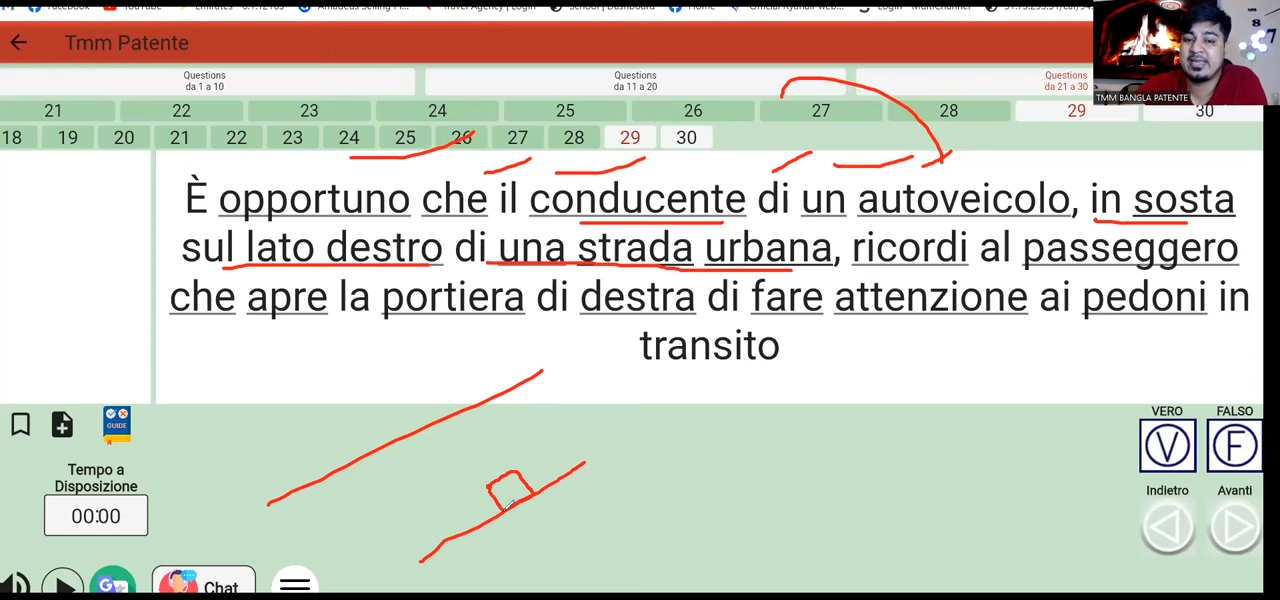 Tmm Patente
Questions
da 1 a 10
Questions
da 11 a 20
Questions
da 21 a 30
TMM BANGLA PATENTE
21 22 23 24 25 26 27 28 29 30
18 19 20 21 22 23 24 25 26 27 28 29 30
È opportuno che il conducente di un autoveicolo, in sosta
sul lato destro di una strada urbana, ricordi al passeggero
che apre la portiera di destra di fare attenzione ai pedoni in
transito
GUIDE
VERO FALSO
V F
Tempo a
Disposizione
00:00
Indietro Avanti
Chat